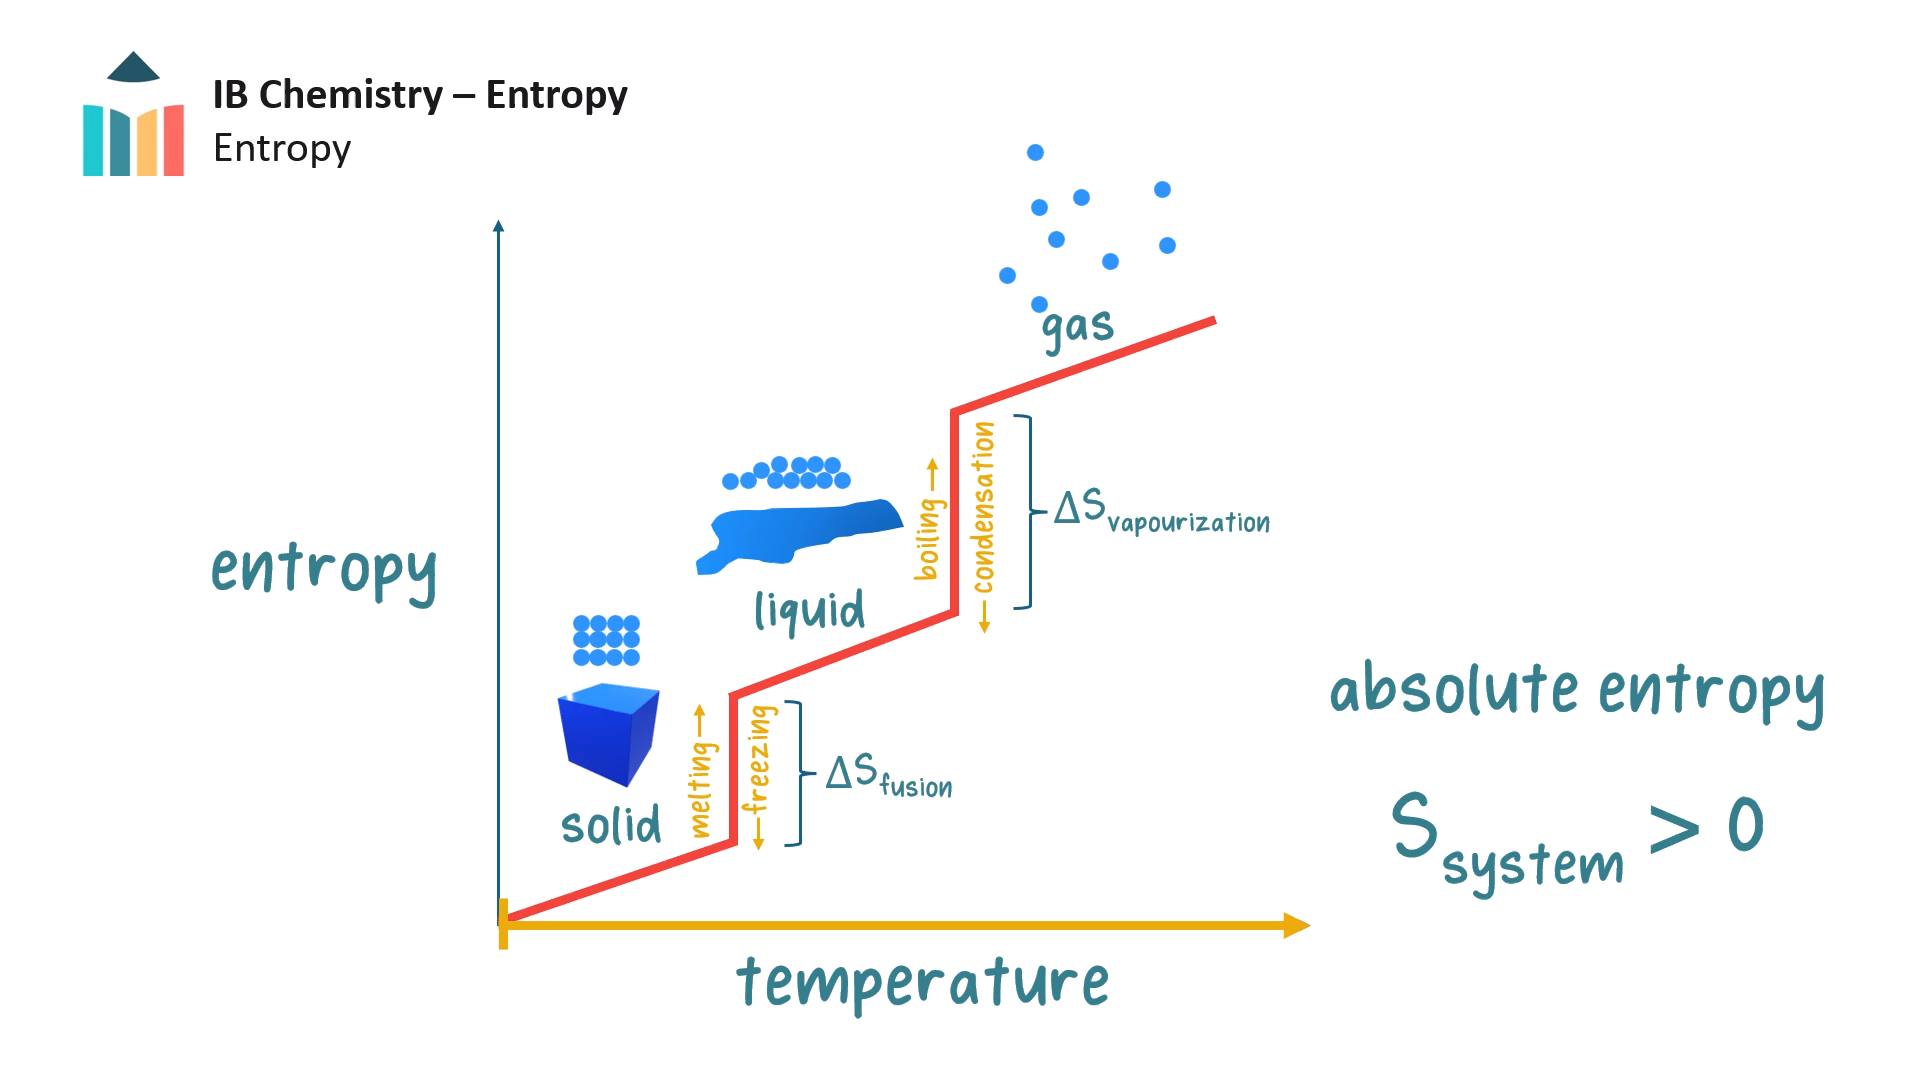 IB Chemistry – Entropy
Entropy
gas
condensation
boiling
ΔSvapourization
entropy
liquid
absolute entropy
melting
freezing
ΔSfusion
solid
Ssystem > 0
temperature